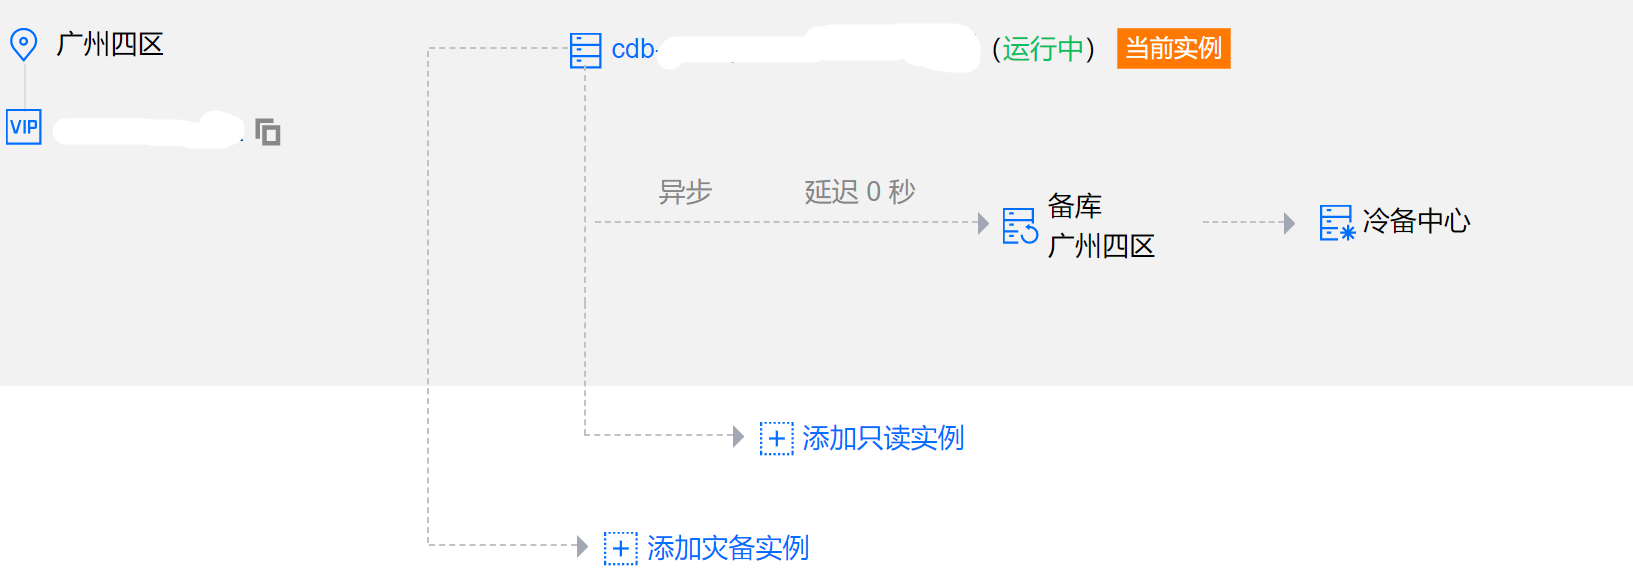 广州四区
cdb- (运行中) 当前实例
VIP
异步 延迟 0 秒
备库
广州四区
冷备中心
添加只读实例
添加灾备实例